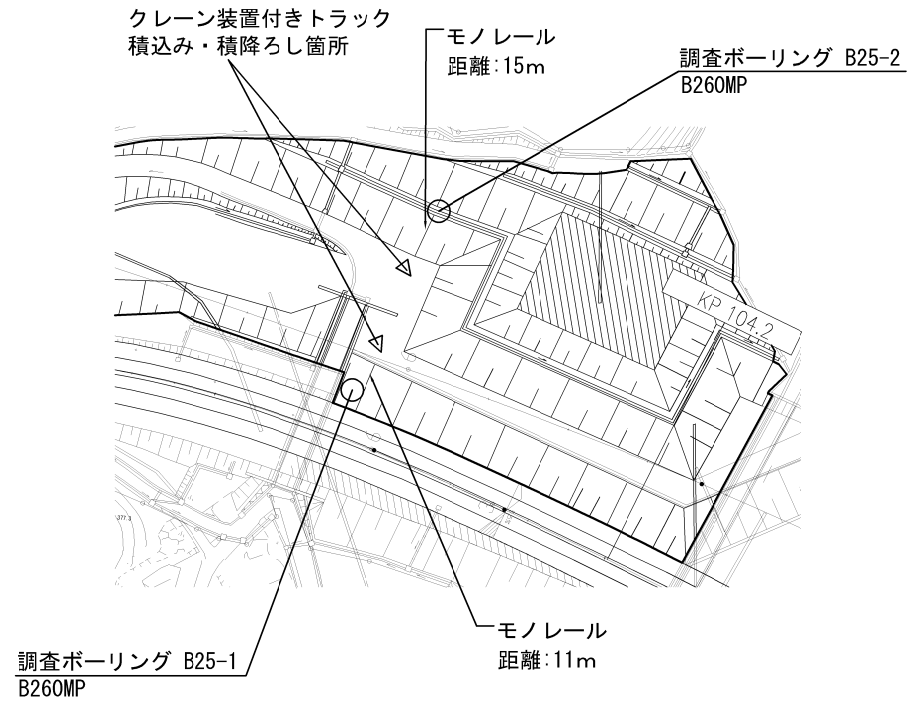 クレーン装置付きトラック
積込み・積降ろし箇所
モノレール
距離:15m
調査ボーリング B25-2
B260MP
KP 104.2
377.3
モノレール
距離:11m
調査ボーリング B25-1
B260MP